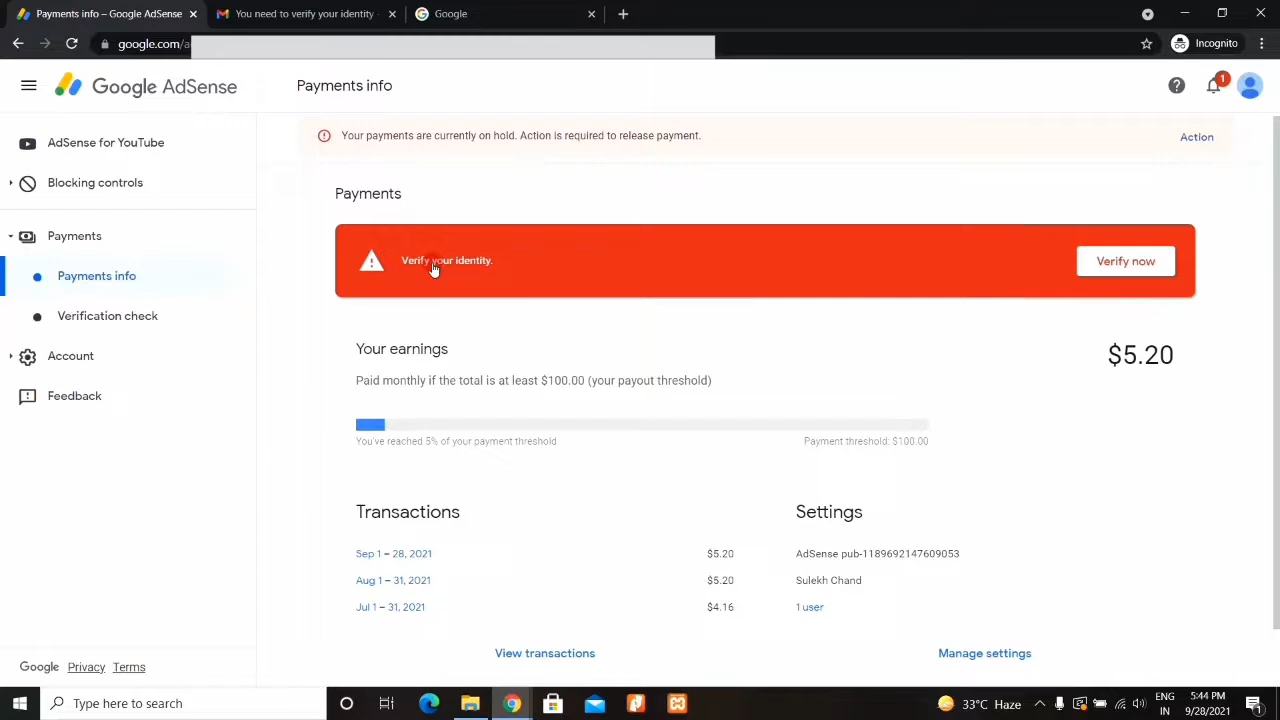 Payments info - Google AdSense
You need to verify your identity
Google
google.com/a
Incognito
Google AdSense
Payments info
1
AdSense for YouTube
Blocking controls
Payments
Payments info
Verification check
Account
Feedback
Google Privacy Terms
Your payments are currently on hold. Action is required to release payment.
Action
Payments
Verify your identity.
Verify now
Your earnings
$5.20
Paid monthly if the total is at least $100.00 (your payout threshold)
You've reached 5% of your payment threshold
Payment threshold: $100.00
Transactions
Sep 1 – 28, 2021 $5.20
Aug 1 – 31, 2021 $5.20
Jul 1 – 31, 2021 $4.16
View transactions
Settings
AdSense pub-1189692147609053
Sulekh Chand
1 user
Manage settings
Type here to search
33°C Haze
ENG
IN
5:44 PM
9/28/2021
1